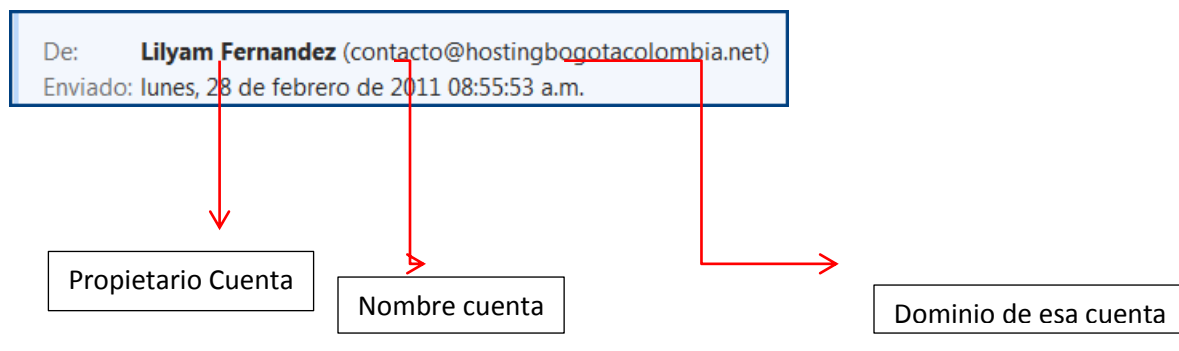 De: Lilyam Fernandez (contacto@hostingbogotacolombia.net)
Enviado: lunes, 28 de febrero de 2011 08:55:53 a.m.
Propietario Cuenta
Nombre cuenta
Dominio de esa cuenta